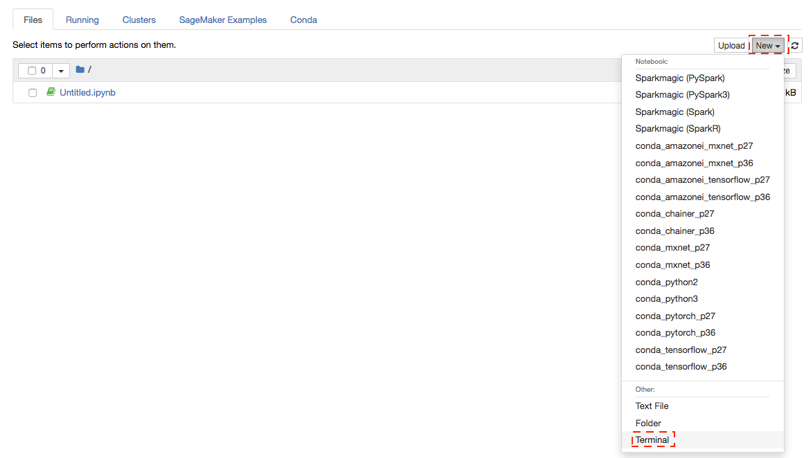 Files Running Clusters SageMaker Examples Conda
Select items to perform actions on them.
Upload New
0 /
ze
Untitled.ipynb
kB
Notebook:
Sparkmagic (PySpark)
Sparkmagic (PySpark3)
Sparkmagic (Spark)
Sparkmagic (SparkR)
conda_amazonei_mxnet_p27
conda_amazonei_mxnet_p36
conda_amazonei_tensorflow_p27
conda_amazonei_tensorflow_p36
conda_chainer_p27
conda_chainer_p36
conda_mxnet_p27
conda_mxnet_p36
conda_python2
conda_python3
conda_pytorch_p27
conda_pytorch_p36
conda_tensorflow_p27
conda_tensorflow_p36
Other:
Text File
Folder
Terminal